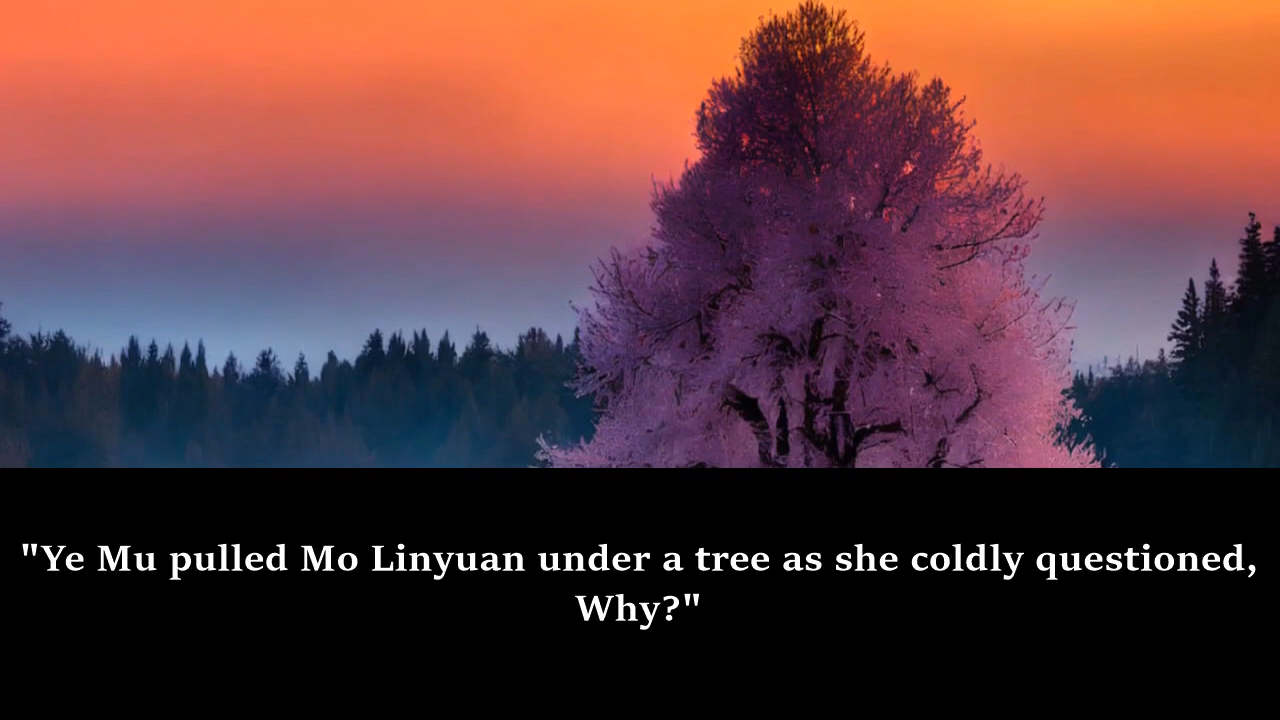 "Ye Mu pulled Mo Linyuan under a tree as she coldly questioned,
Why?"